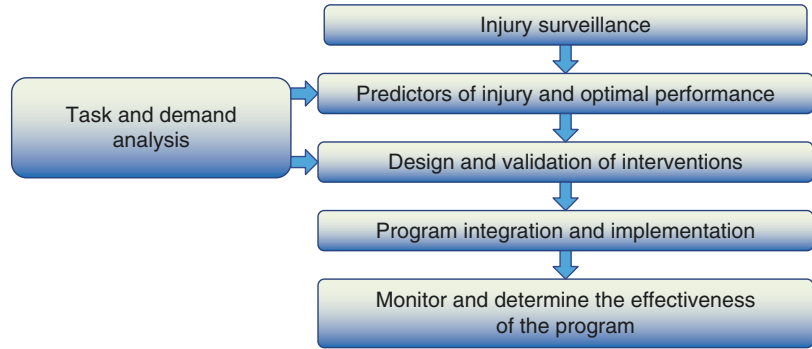 Injury surveillance
Task and demand
analysis
Predictors of injury and optimal performance
Design and validation of interventions
Program integration and implementation
Monitor and determine the effectiveness
of the program